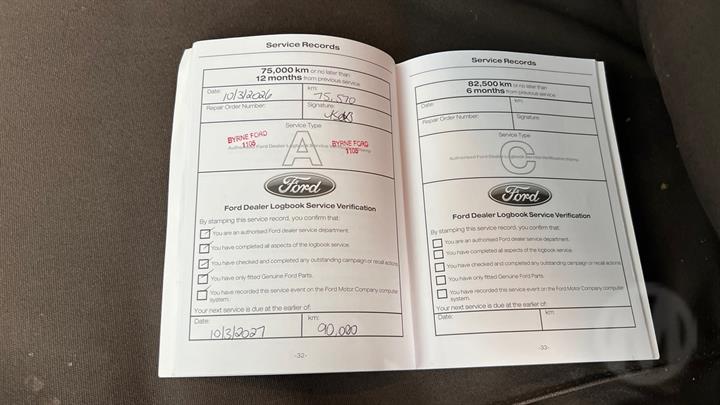 Service Records
75,000 km or no later than
12 months from previous service
Date: 10/3/2026
km: 75,570
Repair Order Number:
Signature:
Service Type
A
BYRNE FORD
1105
BYRNE FORD
1105
Ford
Ford Dealer Logbook Service Verification
By stamping this service record, you confirm that:
You are an authorised Ford dealer service department.
You have completed all aspects of the logbook service.
You have checked and completed any outstanding campaign or recall actions.
You have only fitted Genuine Ford Parts.
You have recorded this service event on the Ford Motor Company computer
system.
Your next service is due at the earlier of:
Date: 10/3/2027
km: 90,000
-32-
Service Records
82,500 km or no later than
6 months from previous service
Date:
km:
Repair Order Number:
Signature:
Service Type
C
Authorised Ford Dealer Logbook Service Verification Stamp
Ford
Ford Dealer Logbook Service Verification
By stamping this service record, you confirm that:
You are an authorised Ford dealer service department.
You have completed all aspects of the logbook service.
You have checked and completed any outstanding campaign or recall actions.
You have only fitted Genuine Ford Parts.
You have recorded this service event on the Ford Motor Company computer
system.
Your next service is due at the earlier of:
Date:
km:
-33-